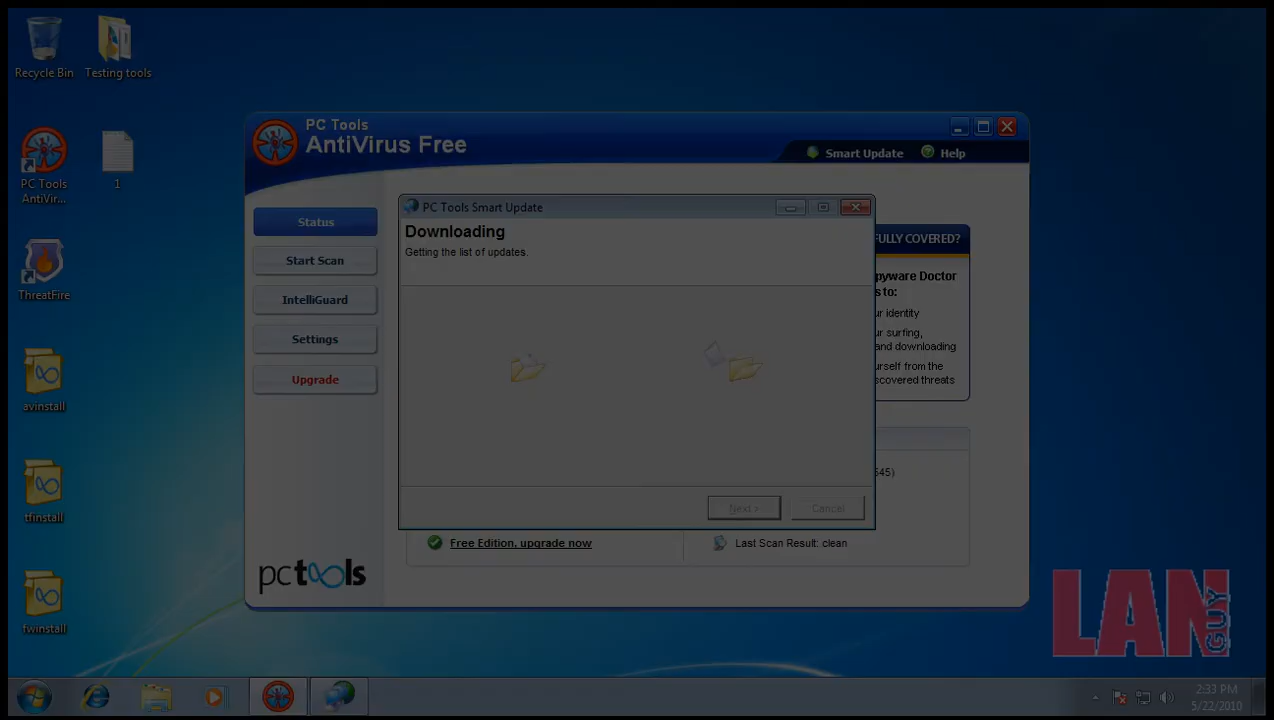 Recycle Bin
Testing tools
PC Tools
AntiVir...
1
ThreatFire
avinstall
tfinstall
fwinstall
PC Tools
AntiVirus Free
Smart Update
Help
Status
Start Scan
IntelliGuard
Settings
Upgrade
pctools
PC Tools Smart Update
Downloading
Getting the list of updates.
Next >
Cancel
FULLY COVERED?
pyware Doctor
s to:
ur identity
ur surfing,
and downloading
urself from the
scovered threats
545)
Free Edition, upgrade now
Last Scan Result: clean
LAN
GUY
2:33 PM
5/22/2010